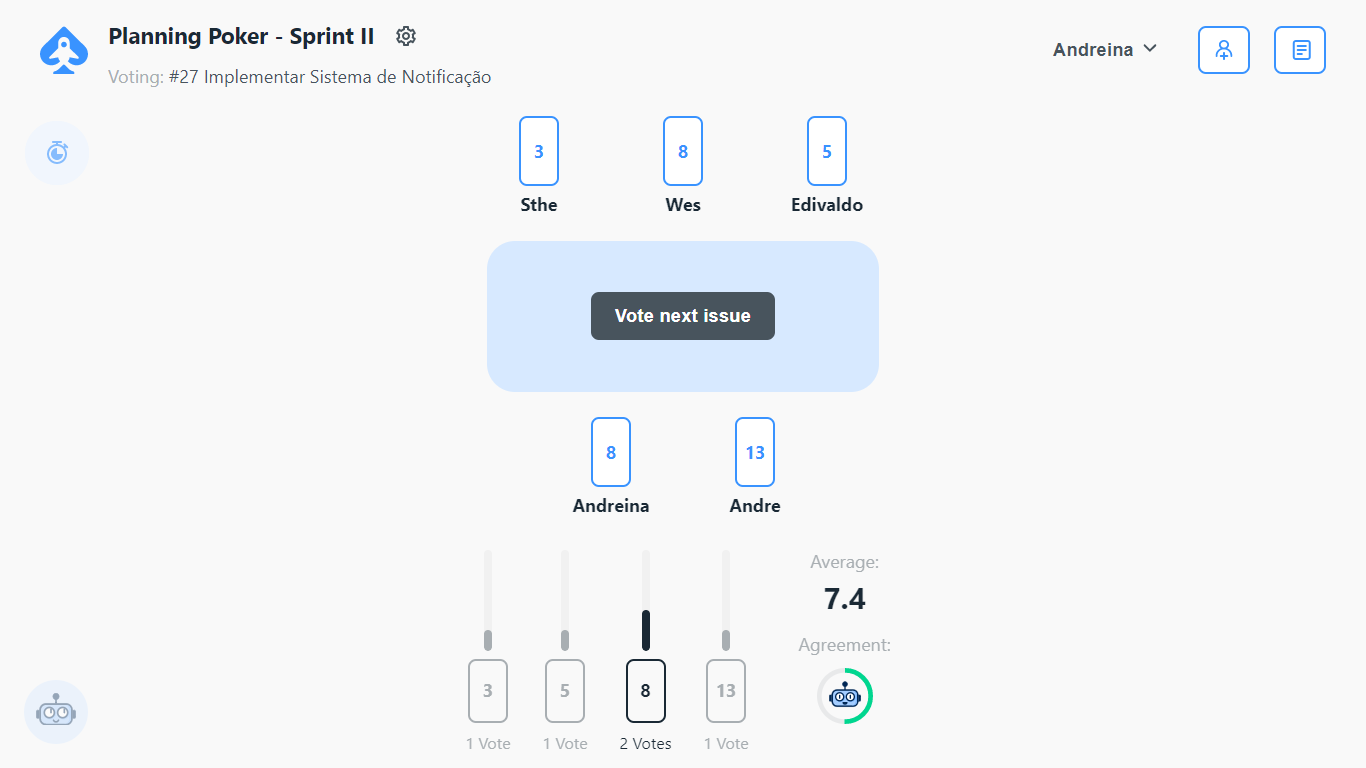 Planning Poker - Sprint II
Andreina
Voting: #27 Implementar Sistema de Notificação
3
8
5
Sthe
Wes
Edivaldo
Vote next issue
8
13
Andreina
Andre
Average:
7.4
Agreement:
3
5
8
13
1 Vote
1 Vote
2 Votes
1 Vote